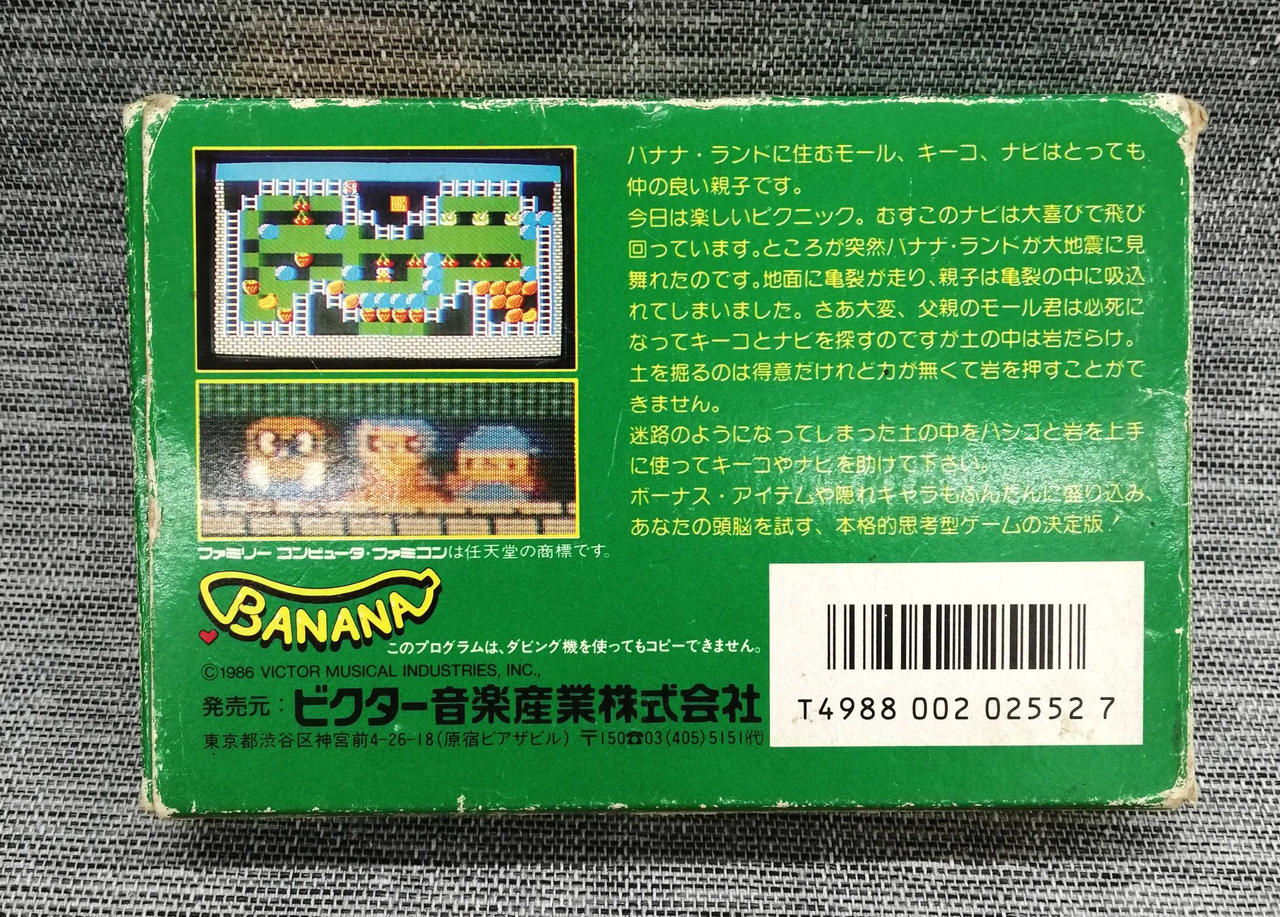 バナナ・ランドに住むモール、キーコ、ナビはとっても
仲の良い親子です。
今日は楽しいピクニック。むすこのナビは大喜びで飛び
回っています。ところが突然バナナ・ランドが大地震に見
舞れたのです。地面に亀裂が走り、親子は亀裂の中に吸込
れてしまいました。さあ大変、父親のモール君は必死に
なってキーコとナビを探すのですが土の中は岩だらけ。
土を掘るのは得意だけれど力が無くて岩を押すことがで
きません。
迷路のようになってしまった土の中をハシゴと岩を上手
に使ってキーコやナビを助けて下さい。
ボーナス・アイテムや隠れキャラもふんだんに盛り込み、
あなたの頭脳を試す、本格的思考型ゲームの決定版!
ファミリー コンピュータ・ファミコンは任天堂の商標です。
BANANA
このプログラムは、ダビング機を使ってもコピーできません。
©1986 VICTOR MUSICAL INDUSTRIES, INC.,
発売元:ビクター音楽産業株式会社
東京都渋谷区神宮前4-26-18(原宿ピアザビル) 〒150☎03(405)5151(代)
T4988 002 02552 7